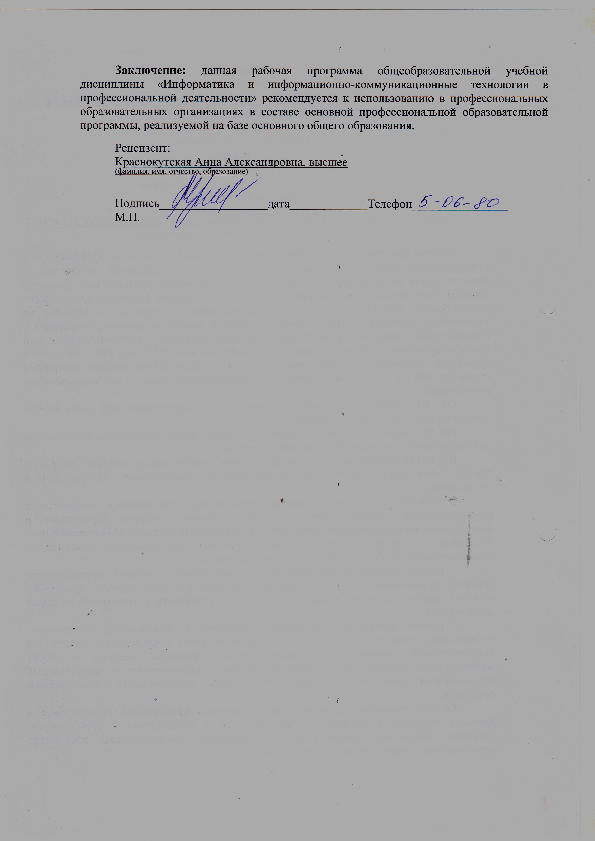 Заключение: данная рабочая программа общеобразовательной учебной
дисциплины «Информатика и информационно-коммуникационные технологии в
профессиональной деятельности» рекомендуется к использованию в профессиональных
образовательных организациях в составе основной профессиональной образовательной
программы, реализуемой на базе основного общего образования.
Рецензент:
Краснокутская Анна Александровна, высшее
(фамилия, имя, отчество, образование)
Подпись____________дата____________ Телефон 5-06-80
М.П.